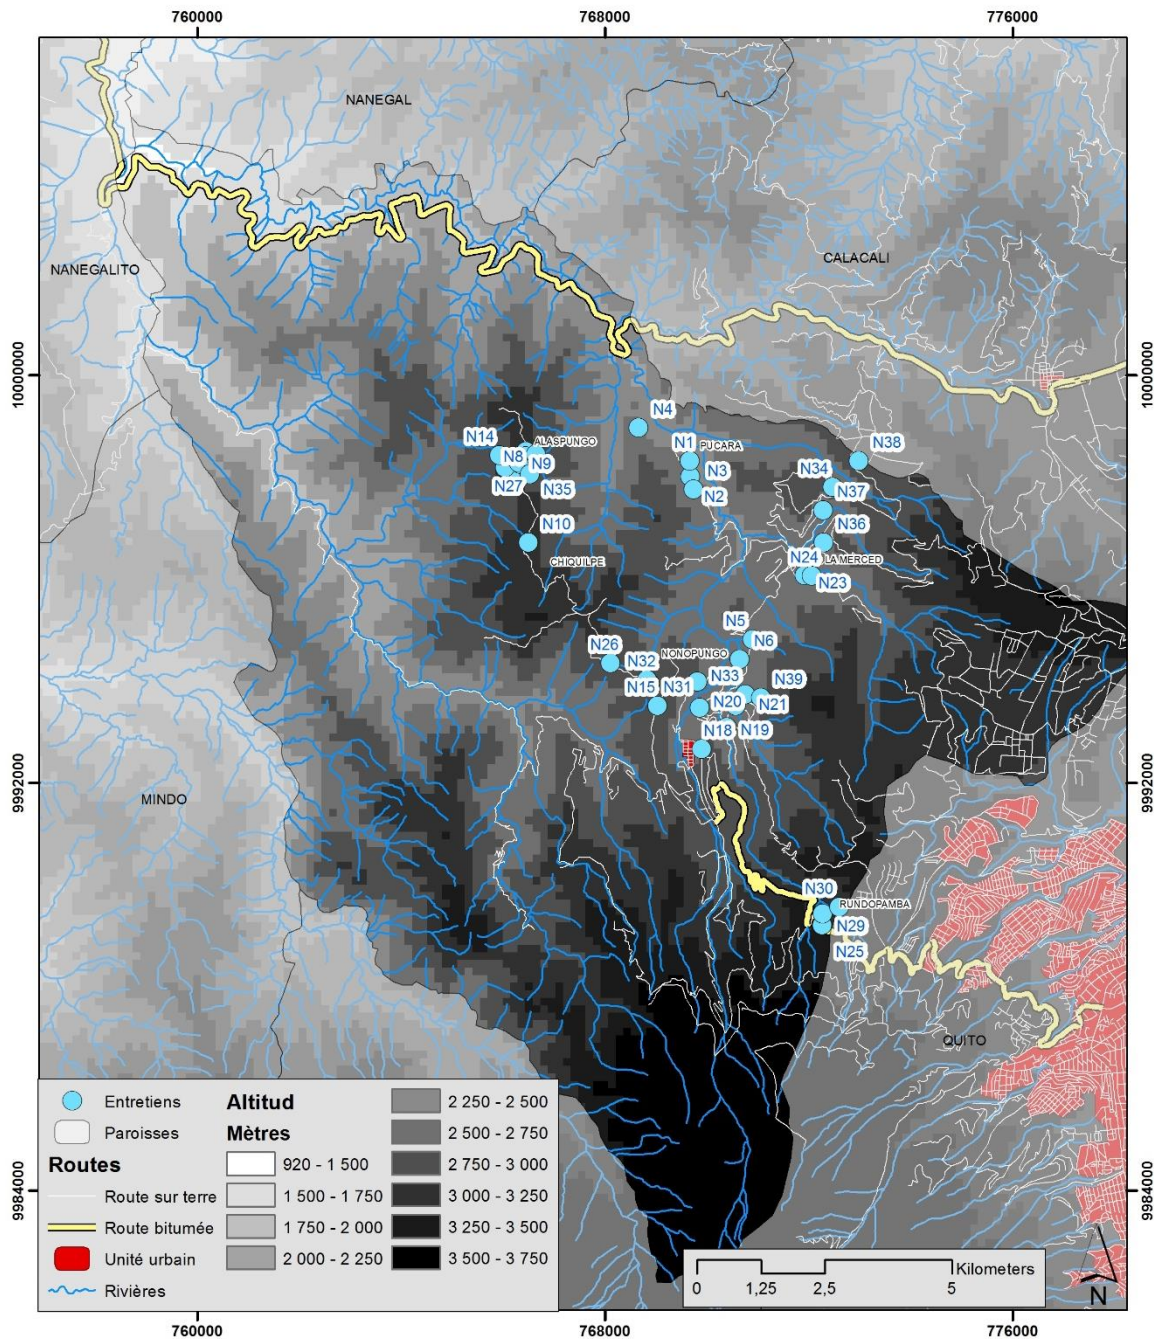 760000
768000
776000
NANEGAL
NANEGALITO
CALACALI
1000000
1000000
N4
N14
ALASPUNGO
N1
PUCARA
N38
N8
N9
N3
N34
N27
N35
N2
N37
N10
N36
CHIQUILPE
N24
LA MERCED
N23
N5
N6
N26
N32
NONOPUNGO
N33
N39
N15
N31
N20
N21
N18
N19
9992000
9992000
MINDO
N30
RUNDOPAMBA
N29
N25
QUITO
Entretiens
Paroisses
Routes
Route sur terre
Route bitumée
Unité urbain
Rivières
Altitud
Mètres
920 - 1 500
1 500 - 1 750
1 750 - 2 000
2 000 - 2 250
2 250 - 2 500
2 500 - 2 750
2 750 - 3 000
3 000 - 3 250
3 250 - 3 500
3 500 - 3 750
9984000
9984000
Kilometers
0 1,25 2,5 5
N
760000
768000
776000